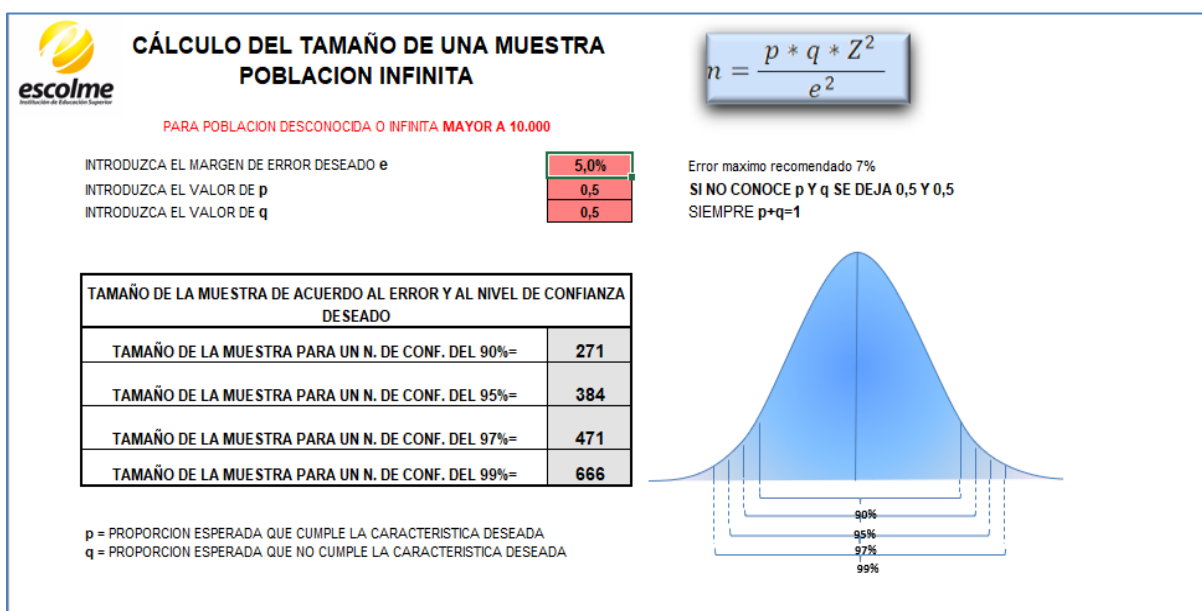 escolme
Institución de Educación Superior
CÁLCULO DEL TAMAÑO DE UNA MUESTRA
POBLACION INFINITA
n = p * q * Z² / e²
PARA POBLACION DESCONOCIDA O INFINITA MAYOR A 10.000
INTRODUZCA EL MARGEN DE ERROR DESEADO e 5,0% Error maximo recomendado 7%
INTRODUZCA EL VALOR DE p 0,5 SI NO CONOCE p Y q SE DEJA 0,5 Y 0,5
INTRODUZCA EL VALOR DE q 0,5 SIEMPRE p+q=1
TAMAÑO DE LA MUESTRA DE ACUERDO AL ERROR Y AL NIVEL DE CONFIANZA
DESEADO
TAMAÑO DE LA MUESTRA PARA UN N. DE CONF. DEL 90%= 271
TAMAÑO DE LA MUESTRA PARA UN N. DE CONF. DEL 95%= 384
TAMAÑO DE LA MUESTRA PARA UN N. DE CONF. DEL 97%= 471
TAMAÑO DE LA MUESTRA PARA UN N. DE CONF. DEL 99%= 666
90%
95%
97%
99%
p = PROPORCION ESPERADA QUE CUMPLE LA CARACTERISTICA DESEADA
q = PROPORCION ESPERADA QUE NO CUMPLE LA CARACTERISTICA DESEADA